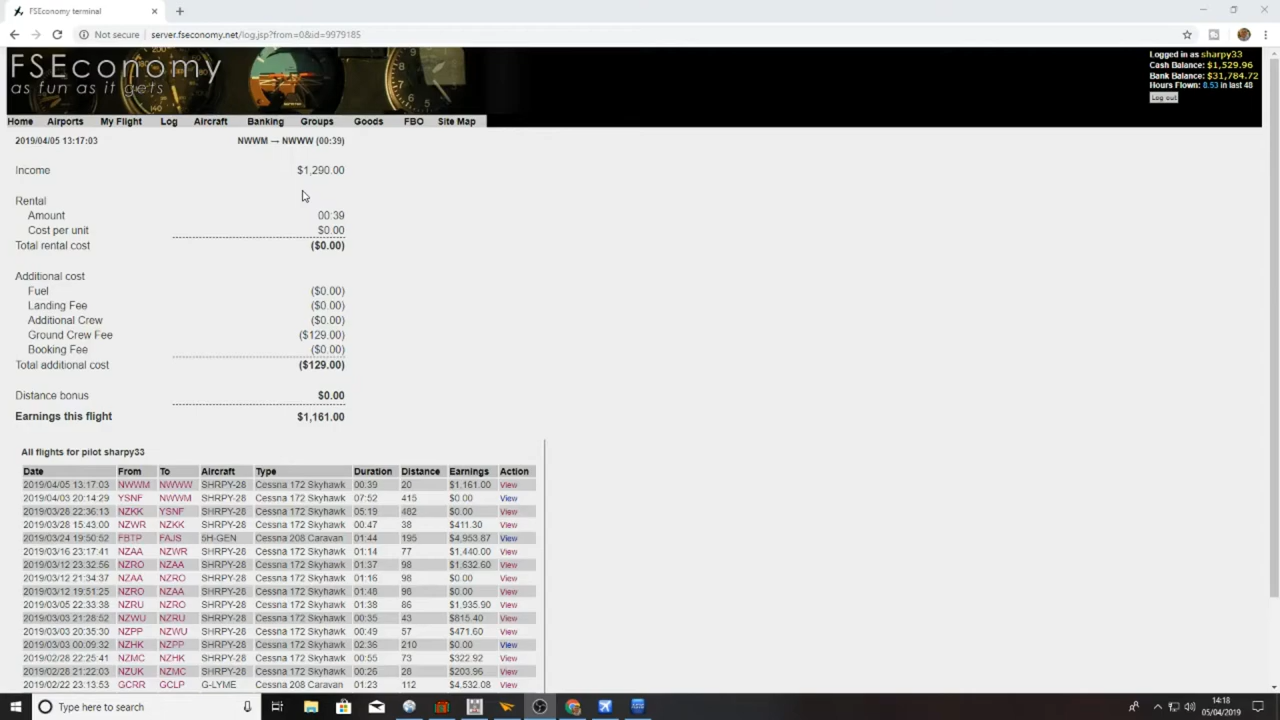 FSEconomy terminal
Not secure | server.fseconomy.net/log.jsp?from=0&id=9979185
FSEconomy
as fun as it gets
Logged in as sharpy33
Cash Balance: $1,529.96
Bank Balance: $31,784.72
Hours Flown: 8.53 in last 48
Log out
Home Airports My Flight Log Aircraft Banking Groups Goods FBO Site Map
2019/04/05 13:17:03 NWWM → NWWW (00:39)
Income $1,290.00
Rental
Amount 00:39
Cost per unit $0.00
Total rental cost ($0.00)
Additional cost
Fuel ($0.00)
Landing Fee ($0.00)
Additional Crew ($0.00)
Ground Crew Fee ($129.00)
Booking Fee ($0.00)
Total additional cost ($129.00)
Distance bonus $0.00
Earnings this flight $1,161.00
All flights for pilot sharpy33
Date From To Aircraft Type Duration Distance Earnings Action
2019/04/05 13:17:03 NWWM NWWW SHRPY-28 Cessna 172 Skyhawk 00:39 20 $1,161.00 View
2019/04/03 20:14:29 YSNF NWWM SHRPY-28 Cessna 172 Skyhawk 07:52 415 $0.00 View
2019/03/28 22:36:13 NZKK YSNF SHRPY-28 Cessna 172 Skyhawk 05:19 482 $0.00 View
2019/03/28 15:43:00 NZWR NZKK SHRPY-28 Cessna 172 Skyhawk 00:47 38 $411.30 View
2019/03/24 19:50:52 FBTP FAJS 5H-GEN Cessna 208 Caravan 01:44 195 $4,953.87 View
2019/03/16 23:17:41 NZAA NZWR SHRPY-28 Cessna 172 Skyhawk 01:14 77 $1,440.00 View
2019/03/12 23:32:56 NZRO NZAA SHRPY-28 Cessna 172 Skyhawk 01:37 98 $1,632.60 View
2019/03/12 21:34:37 NZAA NZRO SHRPY-28 Cessna 172 Skyhawk 01:16 98 $0.00 View
2019/03/12 19:51:25 NZRO NZAA SHRPY-28 Cessna 172 Skyhawk 01:48 98 $0.00 View
2019/03/05 22:33:38 NZRU NZRO SHRPY-28 Cessna 172 Skyhawk 01:38 86 $1,935.90 View
2019/03/03 21:28:52 NZWU NZRU SHRPY-28 Cessna 172 Skyhawk 00:35 43 $815.40 View
2019/03/03 20:35:30 NZPP NZWU SHRPY-28 Cessna 172 Skyhawk 00:49 57 $471.60 View
2019/03/03 00:09:32 NZHK NZPP SHRPY-28 Cessna 172 Skyhawk 02:36 210 $0.00 View
2019/02/28 22:25:41 NZMC NZHK SHRPY-28 Cessna 172 Skyhawk 00:55 73 $322.92 View
2019/02/28 21:22:03 NZUK NZMC SHRPY-28 Cessna 172 Skyhawk 00:26 28 $203.96 View
2019/02/22 23:13:53 GCRR GCLP G-LYME Cessna 208 Caravan 01:23 112 $4,532.08 View
Type here to search
14:18
05/04/2019